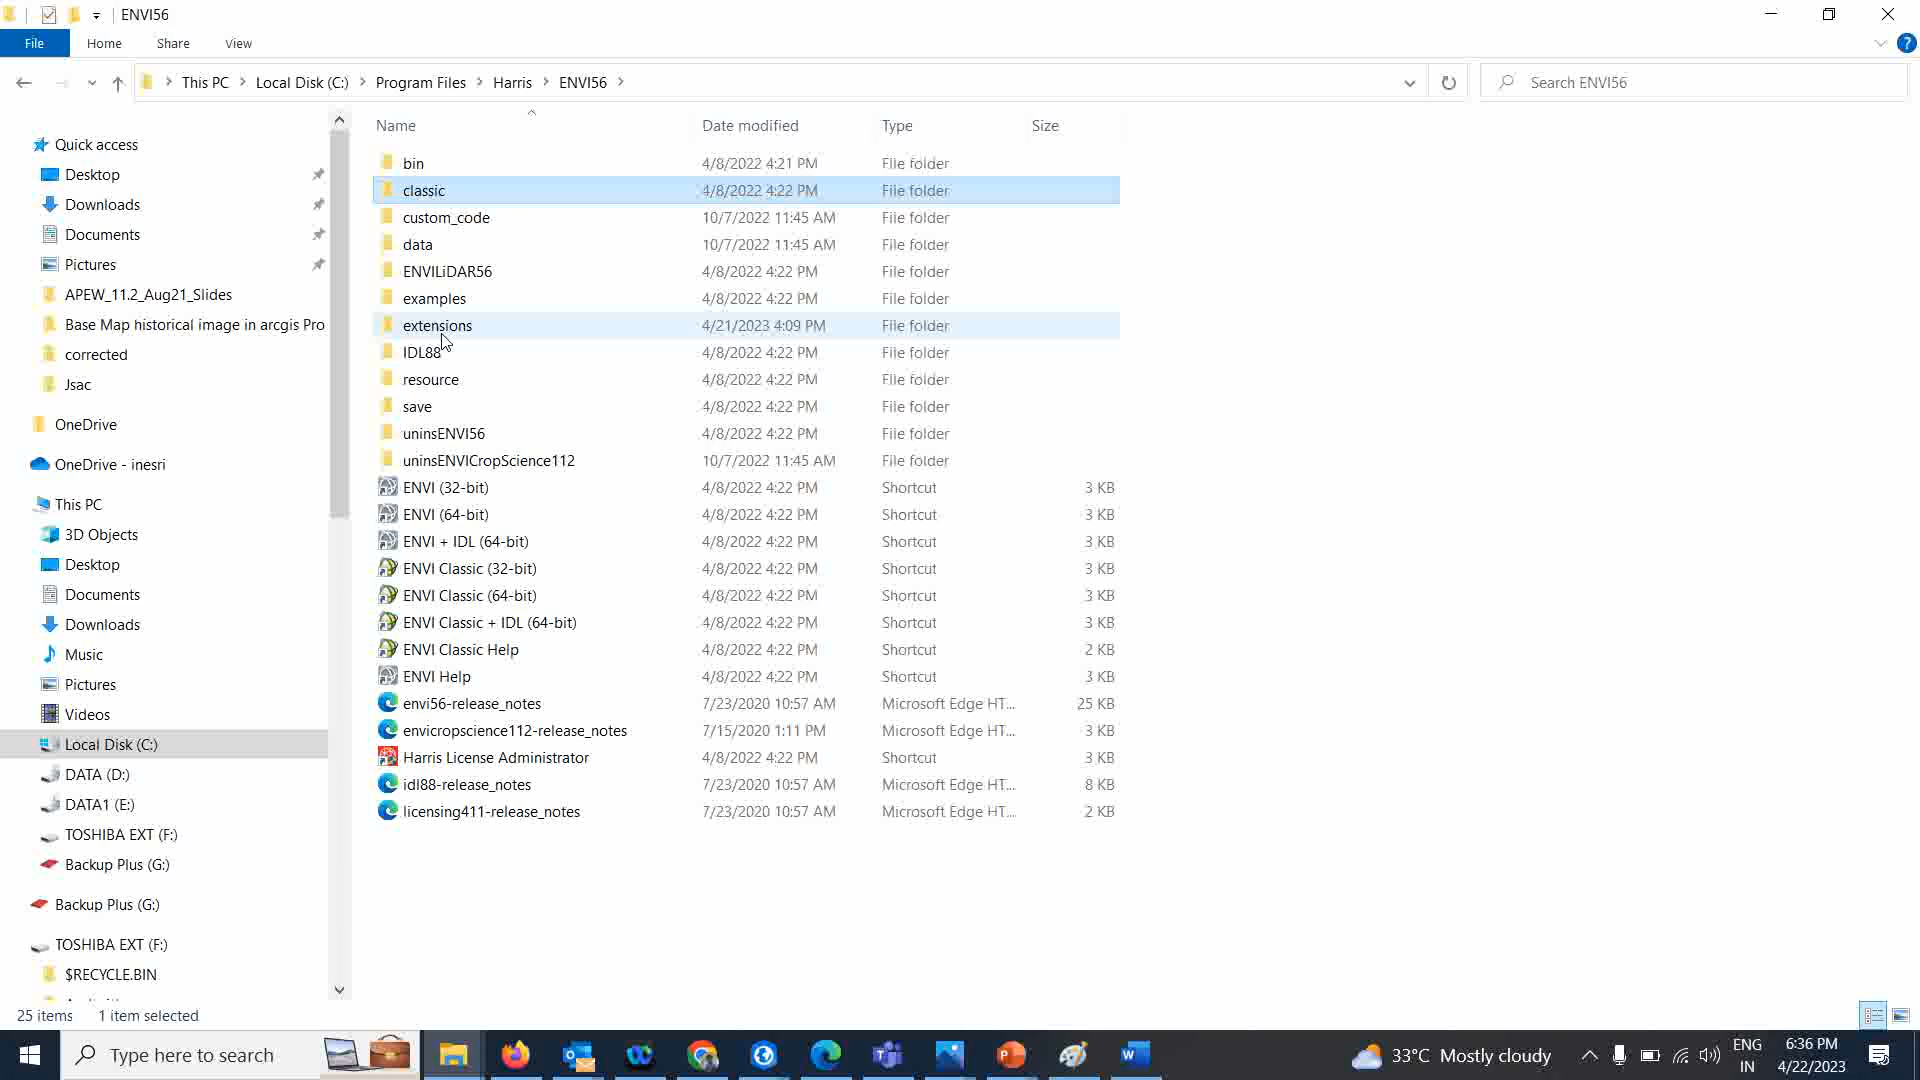 ENVI56
File Home Share View
This PC Local Disk (C:) Program Files Harris ENVI56
Search ENVI56
Name Date modified Type Size
Quick access
Desktop
Downloads
Documents
Pictures
APEW_11.2_Aug21_Slides
Base Map historical image in arcgis Pro
corrected
Jsac
OneDrive
OneDrive - inesri
This PC
3D Objects
Desktop
Documents
Downloads
Music
Pictures
Videos
Local Disk (C:)
DATA (D:)
DATA1 (E:)
TOSHIBA EXT (F:)
Backup Plus (G:)
Backup Plus (G:)
TOSHIBA EXT (F:)
$RECYCLE.BIN
bin 4/8/2022 4:21 PM File folder
classic 4/8/2022 4:22 PM File folder
custom_code 10/7/2022 11:45 AM File folder
data 10/7/2022 11:45 AM File folder
ENVILiDAR56 4/8/2022 4:22 PM File folder
examples 4/8/2022 4:22 PM File folder
extensions 4/21/2023 4:09 PM File folder
IDL88 4/8/2022 4:22 PM File folder
resource 4/8/2022 4:22 PM File folder
save 4/8/2022 4:22 PM File folder
uninsENVI56 4/8/2022 4:22 PM File folder
uninsENVICropScience112 10/7/2022 11:45 AM File folder
ENVI (32-bit) 4/8/2022 4:22 PM Shortcut 3 KB
ENVI (64-bit) 4/8/2022 4:22 PM Shortcut 3 KB
ENVI + IDL (64-bit) 4/8/2022 4:22 PM Shortcut 3 KB
ENVI Classic (32-bit) 4/8/2022 4:22 PM Shortcut 3 KB
ENVI Classic (64-bit) 4/8/2022 4:22 PM Shortcut 3 KB
ENVI Classic + IDL (64-bit) 4/8/2022 4:22 PM Shortcut 3 KB
ENVI Classic Help 4/8/2022 4:22 PM Shortcut 2 KB
ENVI Help 4/8/2022 4:22 PM Shortcut 3 KB
envi56-release_notes 7/23/2020 10:57 AM Microsoft Edge HT... 25 KB
envicropscience112-release_notes 7/15/2020 1:11 PM Microsoft Edge HT... 3 KB
Harris License Administrator 4/8/2022 4:22 PM Shortcut 3 KB
idl88-release_notes 7/23/2020 10:57 AM Microsoft Edge HT... 8 KB
licensing411-release_notes 7/23/2020 10:57 AM Microsoft Edge HT... 2 KB
25 items 1 item selected
Type here to search
33°C Mostly cloudy
ENG
IN
6:36 PM
4/22/2023